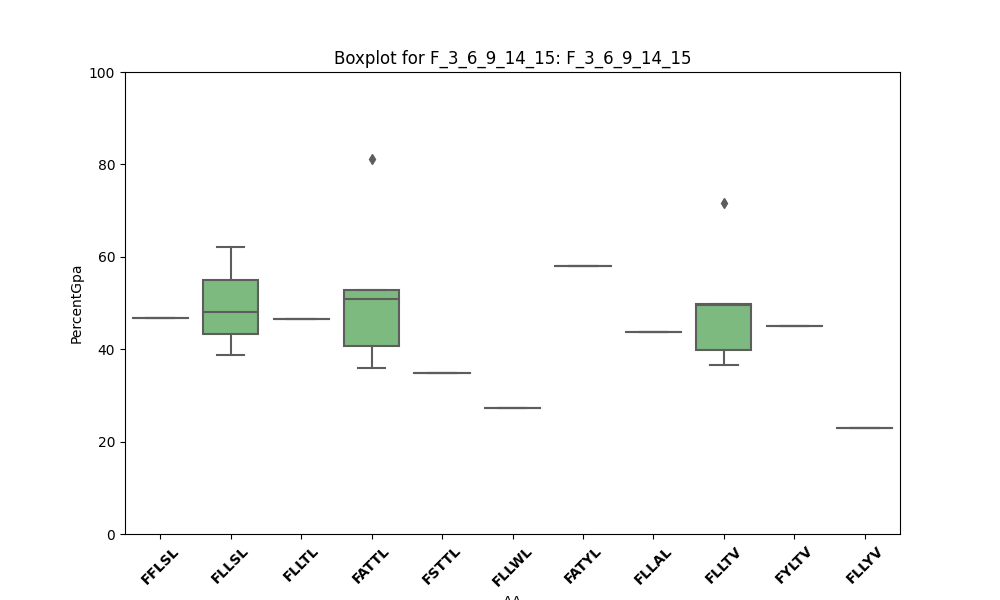 Boxplot for F_3_6_9_14_15: F_3_6_9_14_15
100
80
60
40
20
0
PercentGpa
FFLSL
FLLSL
FLLTL
FATTL
FSTTL
FLLWL
FATYL
FLLAL
FLLTV
FYLTV
FLLYV
AA